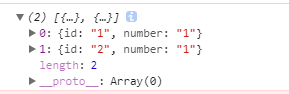 ▼ (2) [{…}, {…}] i
▶ 0: {id: "1", number: "1"}
▶ 1: {id: "2", number: "1"}
length: 2
▶ __proto__: Array(0)